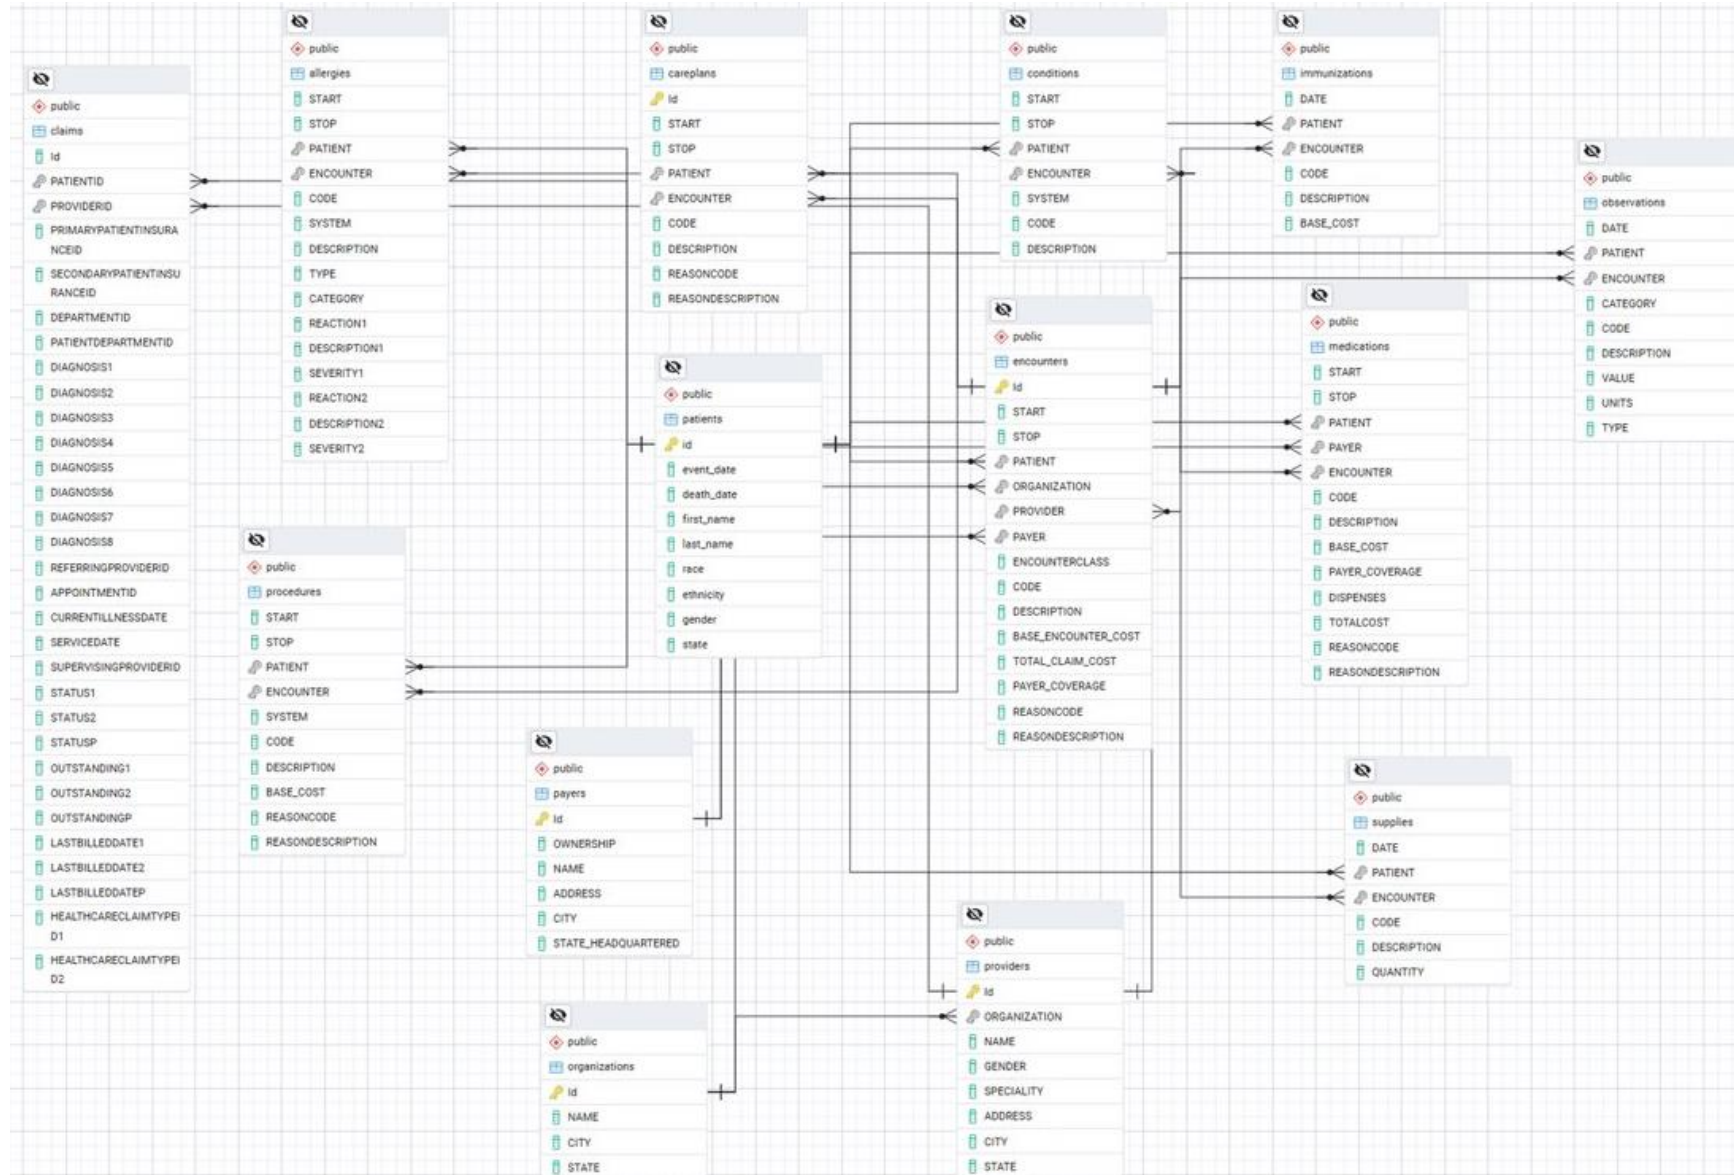 public
claims
Id
PATIENTID
PROVIDERID
PRIMARYPATIENTINSURA
NCEID
SECONDARYPATIENTINSU
RANCEID
DEPARTMENTID
PATIENTDEPARTMENTID
DIAGNOSIS1
DIAGNOSIS2
DIAGNOSIS3
DIAGNOSIS4
DIAGNOSIS5
DIAGNOSIS6
DIAGNOSIS7
DIAGNOSIS8
REFERRINGPROVIDERID
APPOINTMENTID
CURRENTILLNESSDATE
SERVICEDATE
SUPERVISINGPROVIDERID
STATUS1
STATUS2
STATUSP
OUTSTANDING1
OUTSTANDING2
OUTSTANDINGP
LASTBILLEDDATE1
LASTBILLEDDATE2
LASTBILLEDDATEP
HEALTHCARECLAIMTYPEI
D1
HEALTHCARECLAIMTYPEI
D2
public
allergies
START
STOP
PATIENT
ENCOUNTER
CODE
SYSTEM
DESCRIPTION
TYPE
CATEGORY
REACTION1
DESCRIPTION1
SEVERITY1
REACTION2
DESCRIPTION2
SEVERITY2
public
procedures
START
STOP
PATIENT
ENCOUNTER
SYSTEM
CODE
DESCRIPTION
BASE_COST
REASONCODE
REASONDESCRIPTION
public
careplans
Id
START
STOP
PATIENT
ENCOUNTER
CODE
DESCRIPTION
REASONCODE
REASONDESCRIPTION
public
patients
id
event_date
death_date
first_name
last_name
race
ethnicity
gender
state
public
payers
Id
OWNERSHIP
NAME
ADDRESS
CITY
STATE_HEADQUARTERED
public
organizations
Id
NAME
CITY
STATE
public
conditions
START
STOP
PATIENT
ENCOUNTER
SYSTEM
CODE
DESCRIPTION
public
encounters
Id
START
STOP
PATIENT
ORGANIZATION
PROVIDER
PAYER
ENCOUNTERCLASS
CODE
DESCRIPTION
BASE_ENCOUNTER_COST
TOTAL_CLAIM_COST
PAYER_COVERAGE
REASONCODE
REASONDESCRIPTION
public
providers
Id
ORGANIZATION
NAME
GENDER
SPECIALITY
ADDRESS
CITY
STATE
public
immunizations
DATE
PATIENT
ENCOUNTER
CODE
DESCRIPTION
BASE_COST
public
medications
START
STOP
PATIENT
PAYER
ENCOUNTER
CODE
DESCRIPTION
BASE_COST
PAYER_COVERAGE
DISPENSES
TOTALCOST
REASONCODE
REASONDESCRIPTION
public
supplies
DATE
PATIENT
ENCOUNTER
CODE
DESCRIPTION
QUANTITY
public
observations
DATE
PATIENT
ENCOUNTER
CATEGORY
CODE
DESCRIPTION
VALUE
UNITS
TYPE